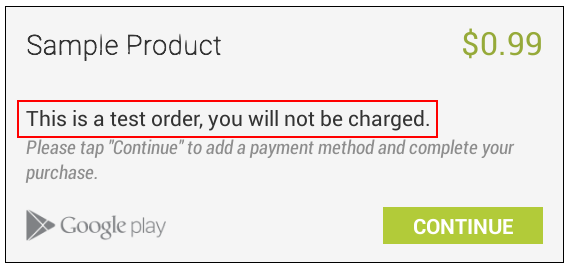 Sample Product $0.99
This is a test order, you will not be charged.
Please tap "Continue" to add a payment method and complete your
purchase.
Google play CONTINUE